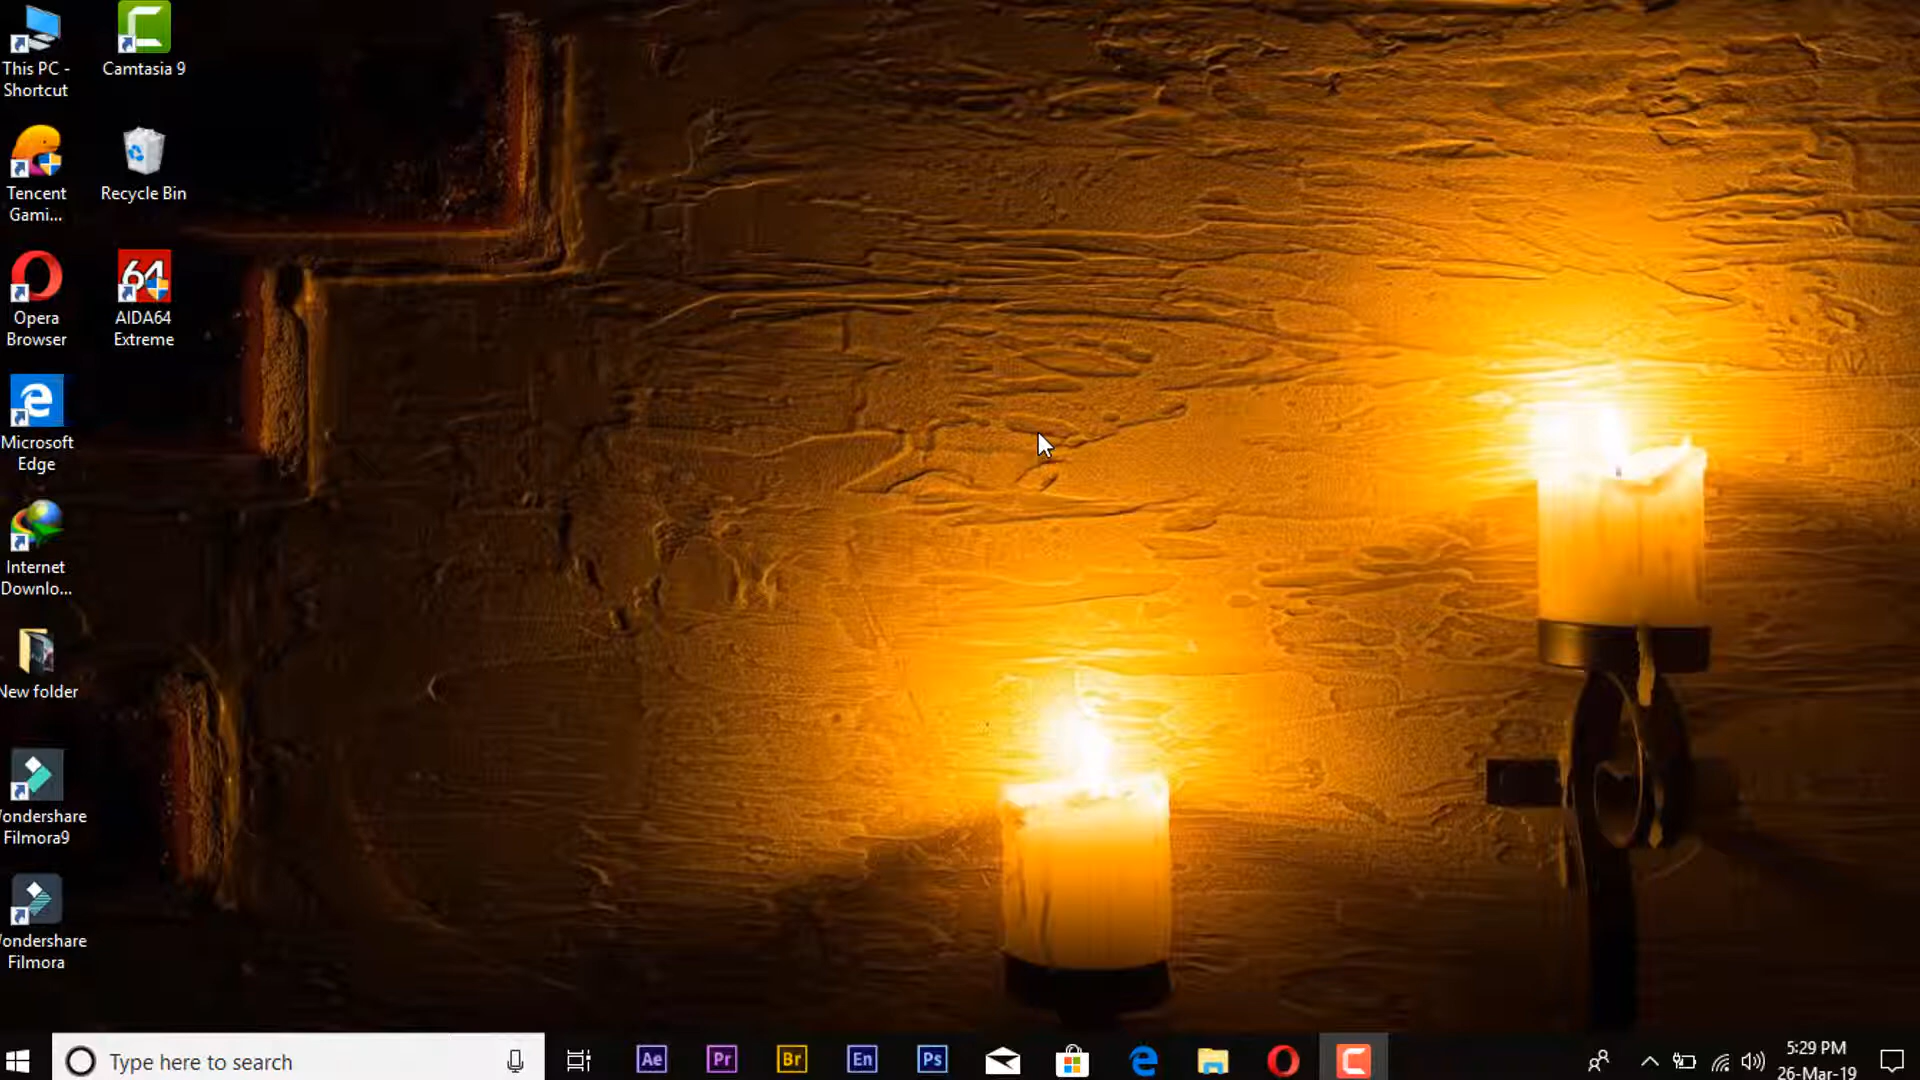 This PC -
Shortcut
Camtasia 9
Tencent
Gami...
Recycle Bin
Opera
Browser
64
AIDA64
Extreme
Microsoft
Edge
Internet
Downlo...
New folder
ondershare
Filmora9
ondershare
Filmora
Type here to search
Ae
Pr
Br
En
Ps
5:29 PM
26-Mar-19